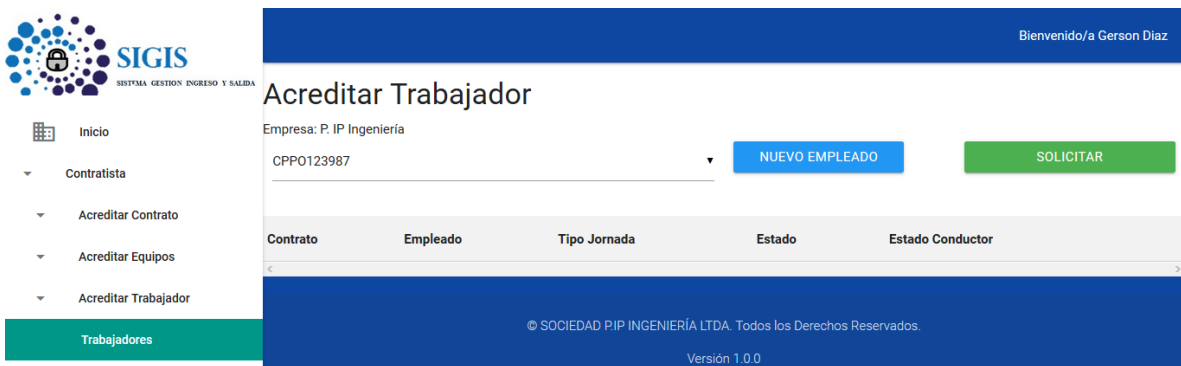 SIGIS
SISTEMA GESTION INGRESO Y SALIDA
Bienvenido/a Gerson Diaz
Inicio
Contratista
Acreditar Contrato
Acreditar Equipos
Acreditar Trabajador
Trabajadores
Acreditar Trabajador
Empresa: P. IP Ingeniería
CPPO123987
NUEVO EMPLEADO
SOLICITAR
Contrato Empleado Tipo Jornada Estado Estado Conductor
© SOCIEDAD P.IP INGENIERÍA LTDA. Todos los Derechos Reservados.
Versión 1.0.0